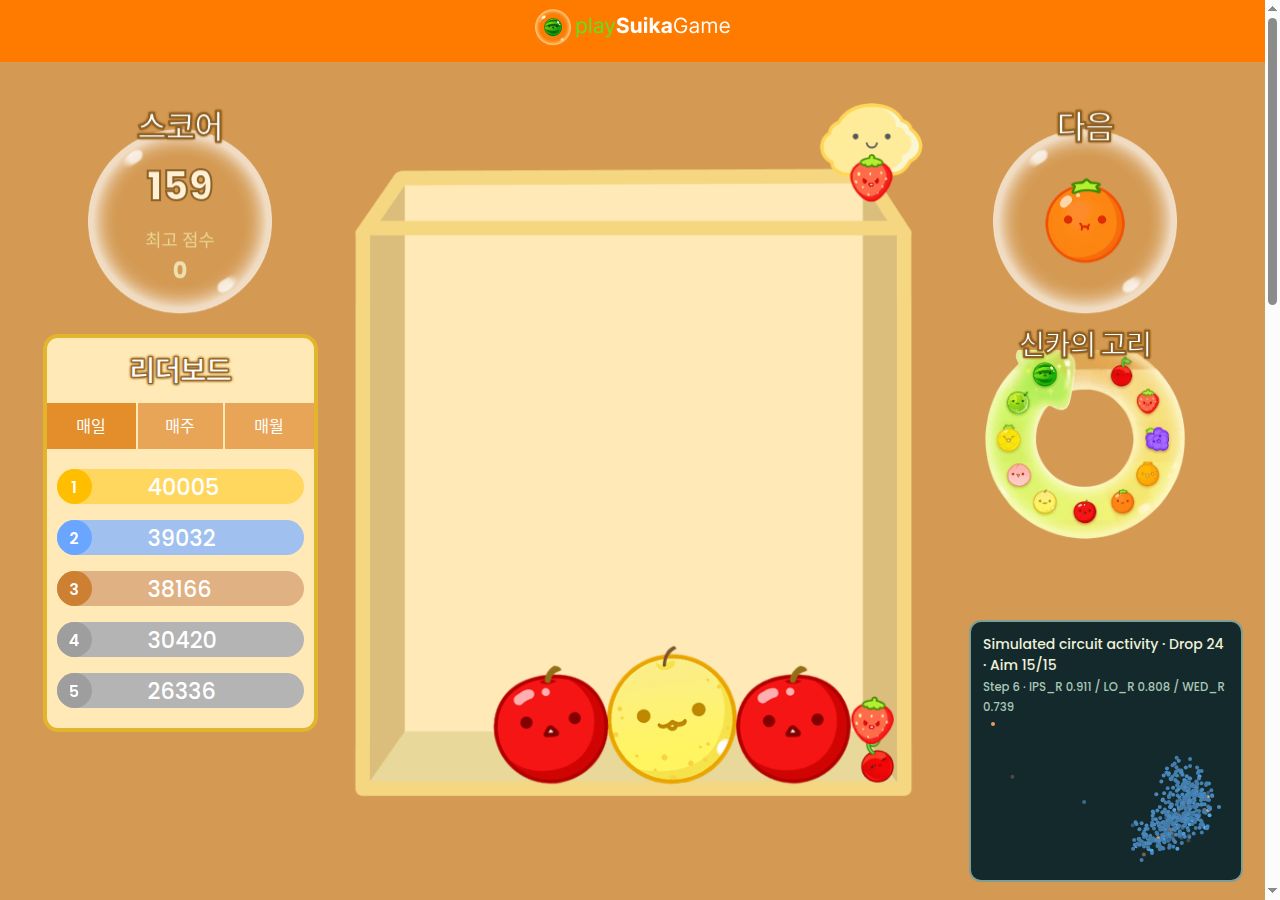 playSuikaGame
스코어
159
최고 점수
0
리더보드
매일 매주 매월
1 40005
2 39032
3 38166
4 30420
5 26336
다음
신카의 고리
Simulated circuit activity · Drop 24
· Aim 15/15
Step 6 · IPS_R 0.911 / LO_R 0.808 / WED_R
0.739